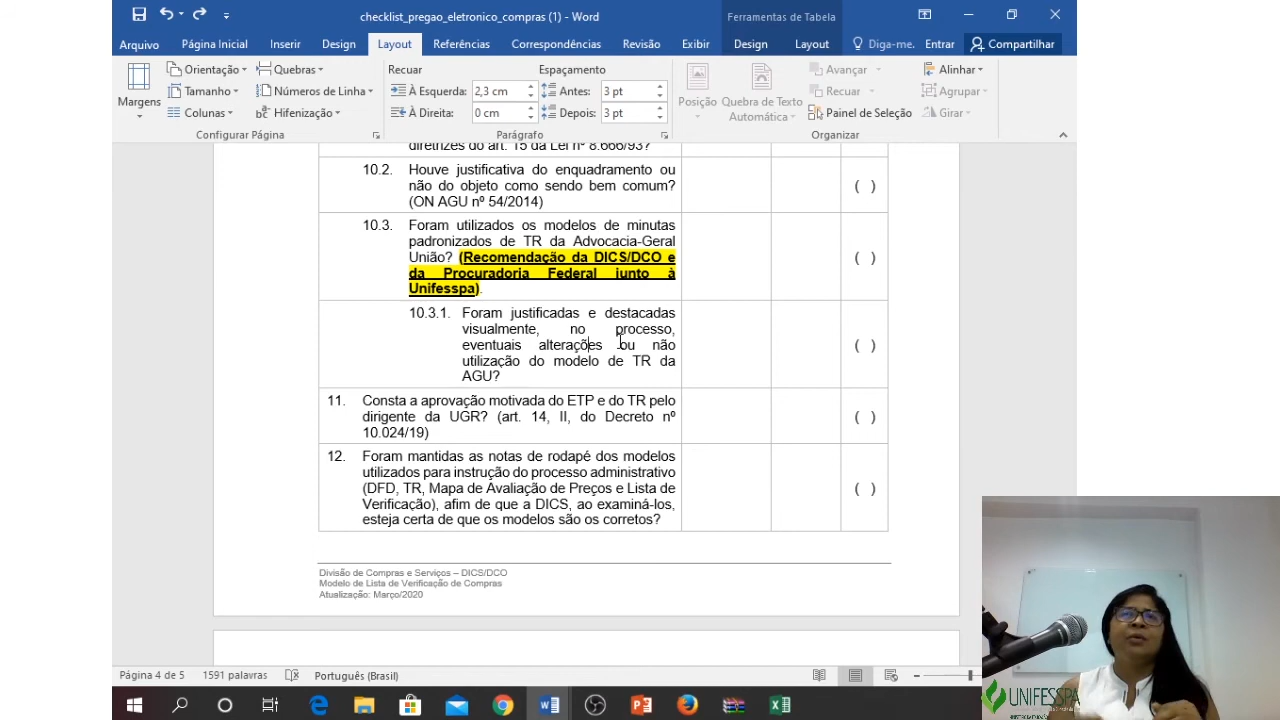 checklist_pregao_eletronico_compras (1) - Word
Ferramentas de Tabela
Arquivo Página Inicial Inserir Design Layout Referências Correspondências Revisão Exibir Design Layout Diga-me. Entrar Compartilhar
Orientação Quebras Recuar Espaçamento Avançar Alinhar
Margens Tamanho Números de Linha À Esquerda: 2,3 cm Antes: 3 pt Posição Quebra de Texto Automática Recuar Agrupar
Colunas Hifenização À Direita: 0 cm Depois: 3 pt Painel de Seleção Girar
Configurar Página Parágrafo Organizar
diretrizes do art. 15 da Lei nº 8.666/93?
10.2. Houve justificativa do enquadramento ou
não do objeto como sendo bem comum? ( )
(ON AGU nº 54/2014)
10.3. Foram utilizados os modelos de minutas
padronizados de TR da Advocacia-Geral
União? (Recomendação da DICS/DCO e ( )
da Procuradoria Federal junto à
Unifesspa).
10.3.1. Foram justificadas e destacadas
visualmente, no processo,
eventuais alterações ou não ( )
utilização do modelo de TR da
AGU?
11. Consta a aprovação motivada do ETP e do TR pelo
dirigente da UGR? (art. 14, II, do Decreto nº ( )
10.024/19)
12. Foram mantidas as notas de rodapé dos modelos
utilizados para instrução do processo administrativo
(DFD, TR, Mapa de Avaliação de Preços e Lista de ( )
Verificação), afim de que a DICS, ao examiná-los,
esteja certa de que os modelos são os corretos?
Divisão de Compras e Serviços – DICS/DCO
Modelo de Lista de Verificação de Compras
Atualização: Março/2020
Página 4 de 5 1591 palavras Português (Brasil)
UNIFESSPA